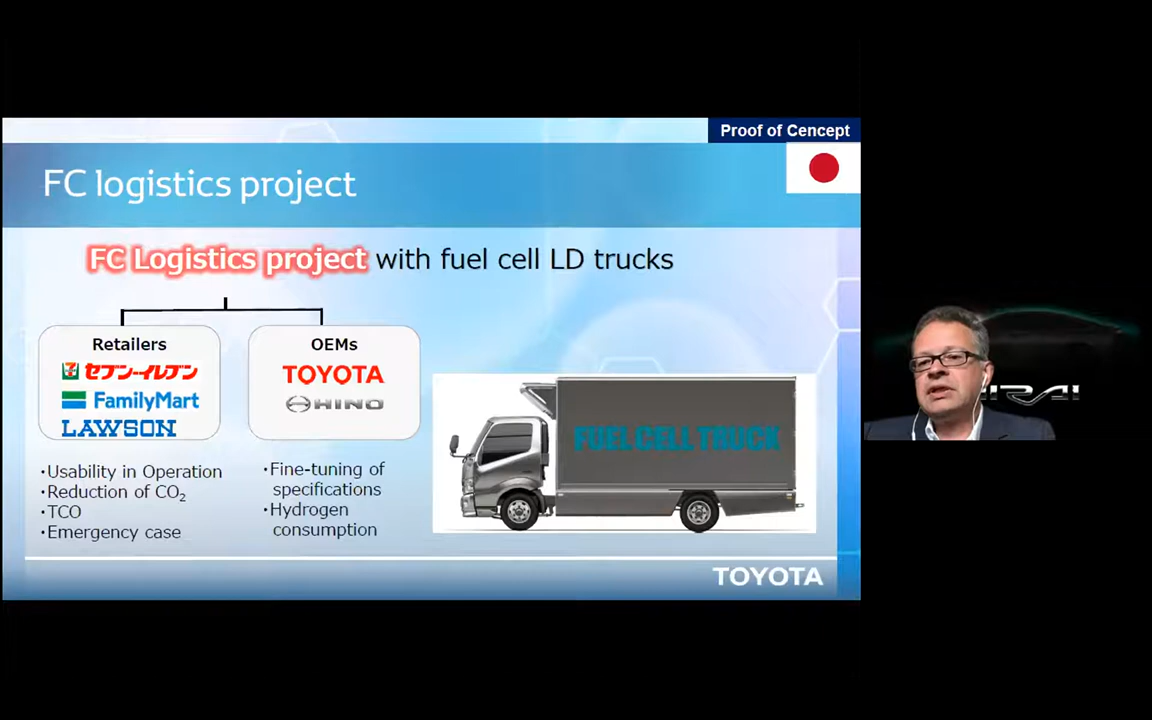 Proof of Cencept
FC logistics project
FC Logistics project with fuel cell LD trucks
Retailers
セブン-イレブン
FamilyMart
LAWSON
・Usability in Operation
・Reduction of CO₂
・TCO
・Emergency case
OEMs
TOYOTA
HINO
・Fine-tuning of
specifications
・Hydrogen
consumption
FUEL CELL TRUCK
TOYOTA